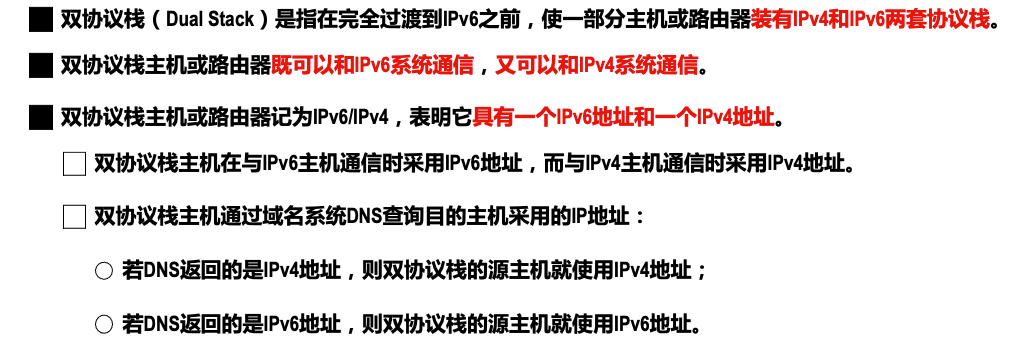 双协议栈（Dual Stack）是指在完全过渡到IPv6之前，使一部分主机或路由器装有IPv4和IPv6两套协议栈。
双协议栈主机或路由器既可以和IPv6系统通信，又可以和IPv4系统通信。
双协议栈主机或路由器记为IPv6/IPv4，表明它具有一个IPv6地址和一个IPv4地址。
双协议栈主机在与IPv6主机通信时采用IPv6地址，而与IPv4主机通信时采用IPv4地址。
双协议栈主机通过域名系统DNS查询目的主机采用的IP地址：
若DNS返回的是IPv4地址，则双协议栈的源主机就使用IPv4地址；
若DNS返回的是IPv6地址，则双协议栈的源主机就使用IPv6地址。